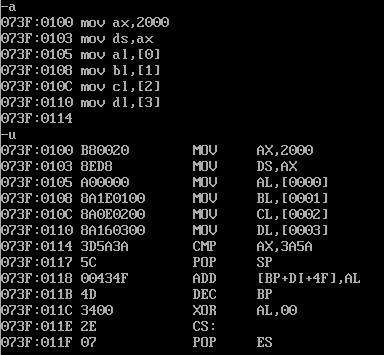 -a
073F:0100 mov ax,2000
073F:0103 mov ds,ax
073F:0105 mov al,[0]
073F:0108 mov bl,[1]
073F:010C mov cl,[2]
073F:0110 mov dl,[3]
073F:0114
-u
073F:0100 B80020 MOV AX,2000
073F:0103 8ED8 MOV DS,AX
073F:0105 A00000 MOV AL,[0000]
073F:0108 8A1E0100 MOV BL,[0001]
073F:010C 8A0E0200 MOV CL,[0002]
073F:0110 8A160300 MOV DL,[0003]
073F:0114 3D5A3A CMP AX,3A5A
073F:0117 5C POP SP
073F:0118 00434F ADD [BP+DI+4F],AL
073F:011B 4D DEC BP
073F:011C 3400 XOR AL,00
073F:011E 2E CS:
073F:011F 07 POP ES